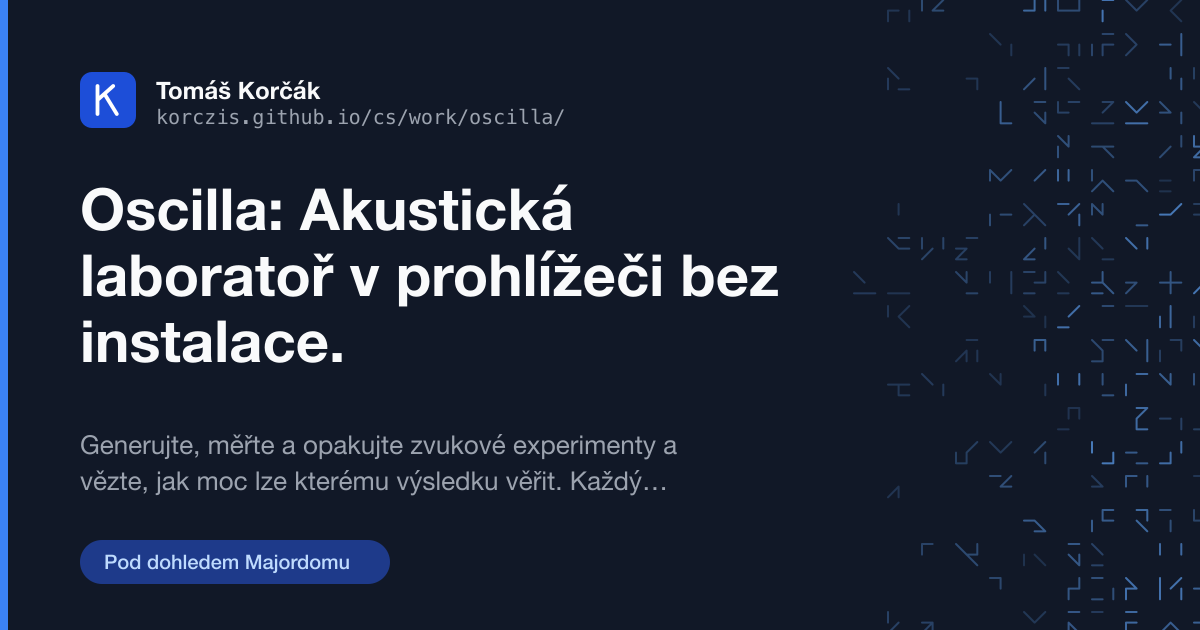 K
Tomáš Korčák
korczis.github.io/cs/work/oscilla/
Oscilla: Akustická
laboratoř v prohlížeči bez
instalace.
Generujte, měřte a opakujte zvukové experimenty a
vězte, jak moc lze kterému výsledku věřit. Každý…
Pod dohledem Majordomu